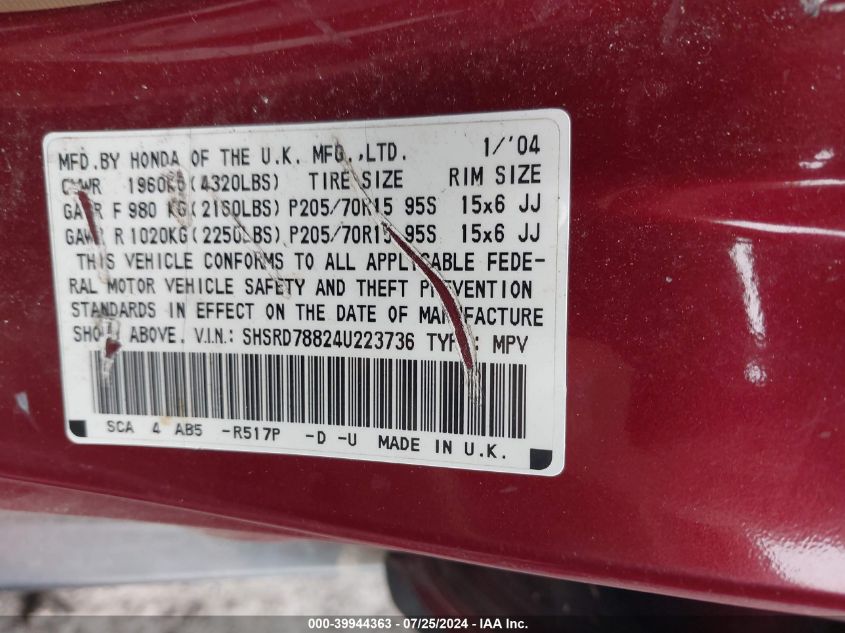 MFD.BY HONDA OF THE U.K. MFG.,LTD. 1/'04
1960KG(4320LBS) TIRE SIZE RIM SIZE
F 980 KG(2160LBS) P205/70R15 95S 15x6 JJ
R 1020KG(2250LBS) P205/70R15 95S 15x6 JJ
THIS VEHICLE CONFORMS TO ALL APPLICABLE FEDE-
RAL MOTOR VEHICLE SAFETY AND THEFT PREVENTION
STANDARDS IN EFFECT ON THE DATE OF MANUFACTURE
SHOWN ABOVE. V.I.N.: SHSRD78824U223736 TYPE: MPV
SCA 4 AB5 -R517P -D -U MADE IN U.K.
000-39944363 - 07/25/2024 - IAA Inc.